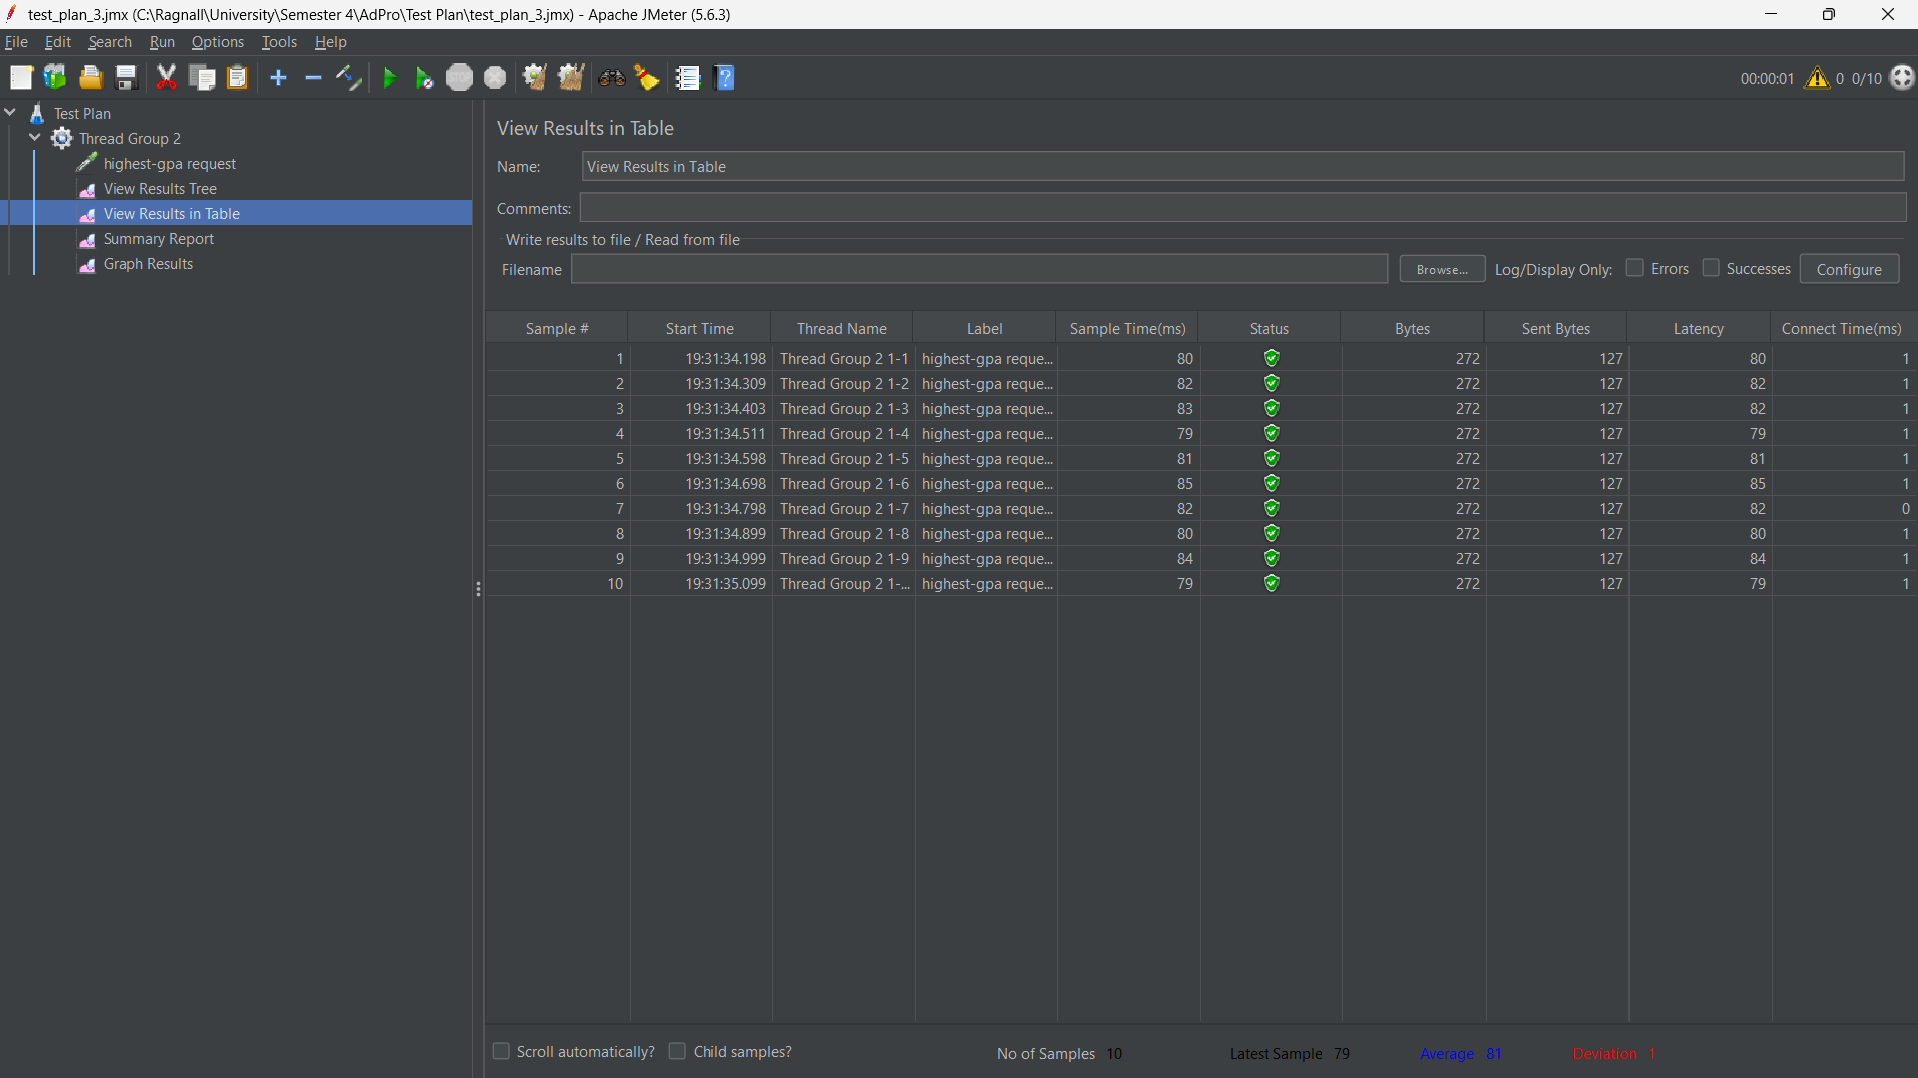 test_plan_3.jmx (C:\Ragnall\University\Semester 4\AdPro\Test Plan\test_plan_3.jmx) - Apache JMeter (5.6.3)
File Edit Search Run Options Tools Help
STOP
00:00:01 0 0/10
Test Plan
Thread Group 2
highest-gpa request
View Results Tree
View Results in Table
Summary Report
Graph Results
View Results in Table
Name: View Results in Table
Comments:
Write results to file / Read from file
Filename Browse... Log/Display Only: Errors Successes Configure
Sample # Start Time Thread Name Label Sample Time(ms) Status Bytes Sent Bytes Latency Connect Time(ms)
1 19:31:34.198 Thread Group 2 1-1 highest-gpa reque... 80 272 127 80 1
2 19:31:34.309 Thread Group 2 1-2 highest-gpa reque... 82 272 127 82 1
3 19:31:34.403 Thread Group 2 1-3 highest-gpa reque... 83 272 127 82 1
4 19:31:34.511 Thread Group 2 1-4 highest-gpa reque... 79 272 127 79 1
5 19:31:34.598 Thread Group 2 1-5 highest-gpa reque... 81 272 127 81 1
6 19:31:34.698 Thread Group 2 1-6 highest-gpa reque... 85 272 127 85 1
7 19:31:34.798 Thread Group 2 1-7 highest-gpa reque... 82 272 127 82 0
8 19:31:34.899 Thread Group 2 1-8 highest-gpa reque... 80 272 127 80 1
9 19:31:34.999 Thread Group 2 1-9 highest-gpa reque... 84 272 127 84 1
10 19:31:35.099 Thread Group 2 1-... highest-gpa reque... 79 272 127 79 1
Scroll automatically? Child samples? No of Samples 10 Latest Sample 79 Average 81 Deviation 1